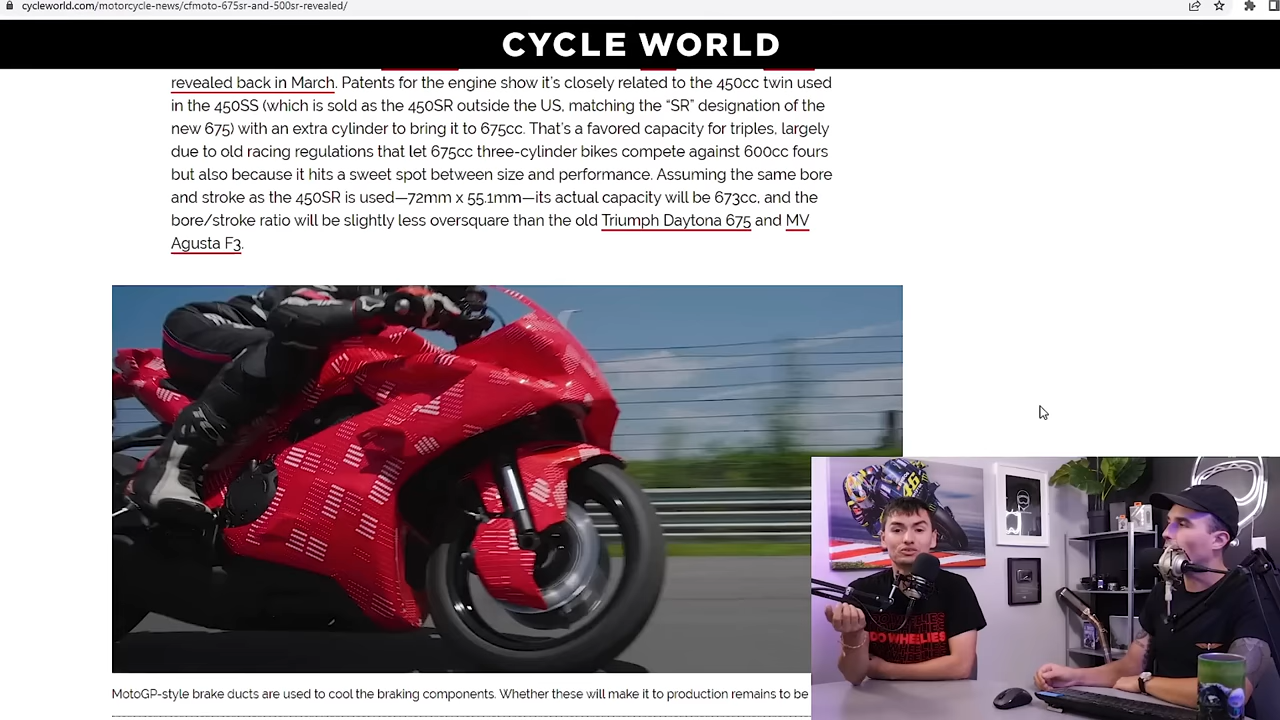 cycleworld.com/motorcycle-news/cfmoto-675sr-and-500sr-revealed/
CYCLE WORLD
revealed back in March. Patents for the engine show it's closely related to the 450cc twin used
in the 450SS (which is sold as the 450SR outside the US, matching the “SR” designation of the
new 675) with an extra cylinder to bring it to 675cc. That's a favored capacity for triples, largely
due to old racing regulations that let 675cc three-cylinder bikes compete against 600cc fours
but also because it hits a sweet spot between size and performance. Assuming the same bore
and stroke as the 450SR is used—72mm x 55.1mm—its actual capacity will be 673cc, and the
bore/stroke ratio will be slightly less oversquare than the old Triumph Daytona 675 and MV
Agusta F3.
46
DO WHEELIES
MotoGP-style brake ducts are used to cool the braking components. Whether these will make it to production remains to be